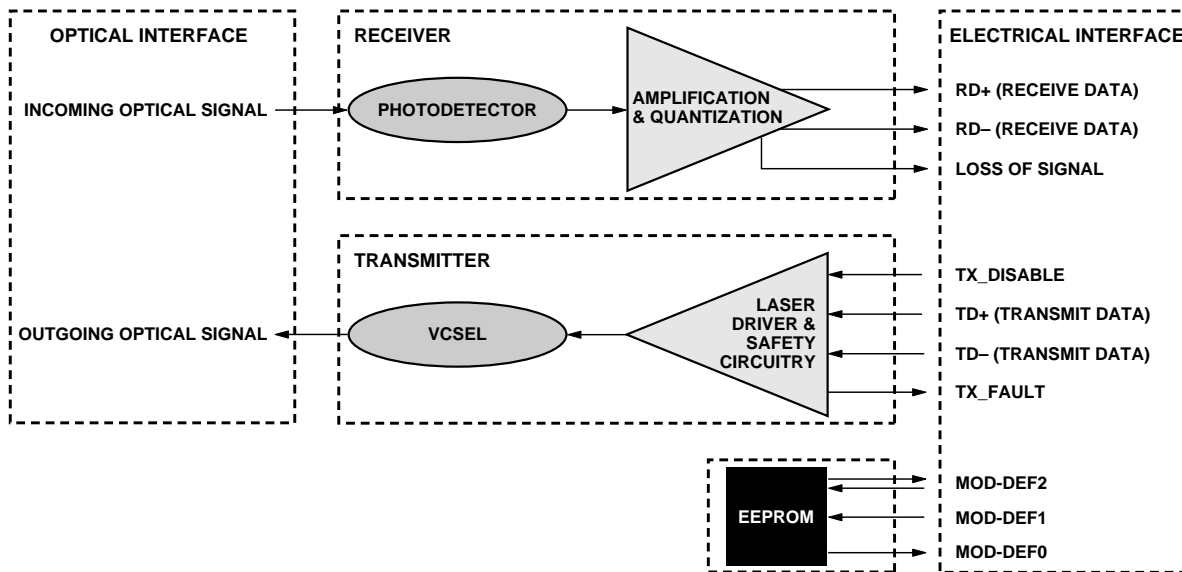 OPTICAL INTERFACE
INCOMING OPTICAL SIGNAL
OUTGOING OPTICAL SIGNAL
RECEIVER
PHOTODETECTOR
AMPLIFICATION
& QUANTIZATION
TRANSMITTER
VCSEL
LASER
DRIVER &
SAFETY
CIRCUITRY
EEPROM
ELECTRICAL INTERFACE
RD+ (RECEIVE DATA)
RD– (RECEIVE DATA)
LOSS OF SIGNAL
TX_DISABLE
TD+ (TRANSMIT DATA)
TD– (TRANSMIT DATA)
TX_FAULT
MOD-DEF2
MOD-DEF1
MOD-DEF0